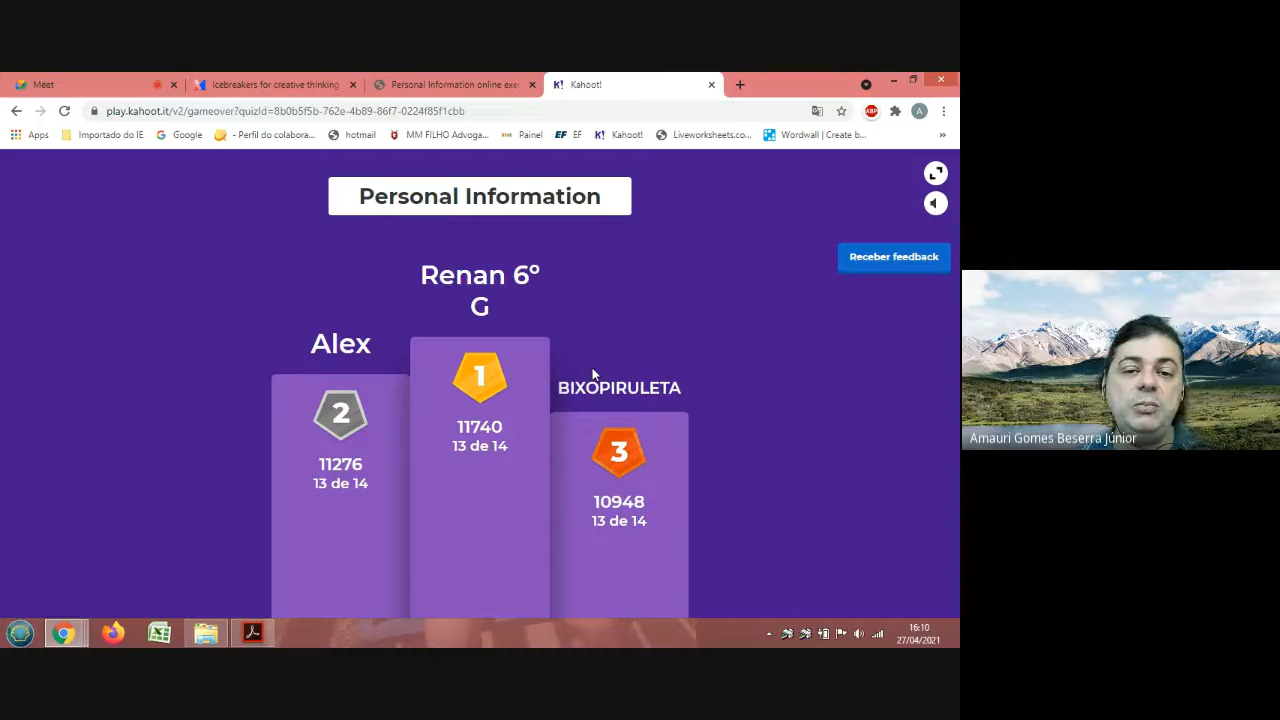 Meet
Icebreakers for creative thinking
Personal Information online exe
K! Kahoot!
play.kahoot.it/v2/gameover?quizId=8b0b5f5b-762e-4b89-86f7-0224f85f1cbb
ABP
A
Apps
Importado do IE
Google
- Perfil do colabora...
hotmail
MM FILHO Advoga...
Painel
EF EF
K! Kahoot!
Liveworksheets.co...
Wordwall | Create b...
»
Personal Information
Receber feedback
Renan 6º
G
Alex
BIXOPIRULETA
1
11740
13 de 14
2
11276
13 de 14
3
10948
13 de 14
Amauri Gomes Beserra Júnior
16:10
27/04/2021